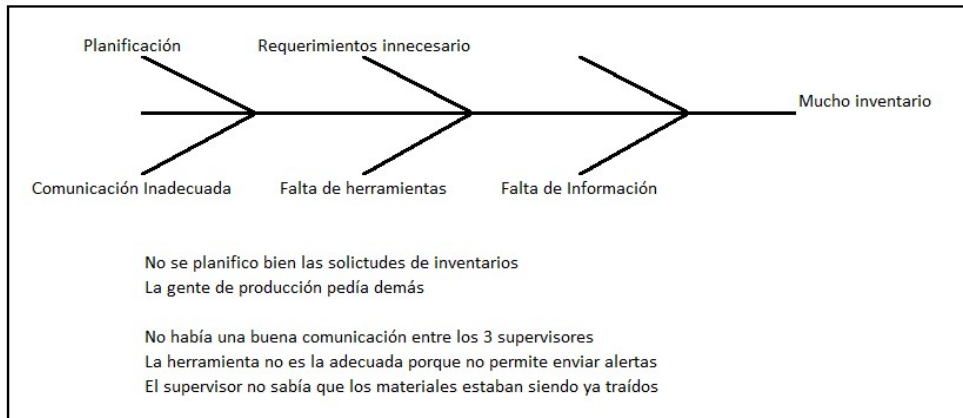 Planificación
Requerimientos innecesario
Mucho inventario
Comunicación Inadecuada
Falta de herramientas
Falta de Información
No se planifico bien las solictudes de inventarios
La gente de producción pedía demás
No había una buena comunicación entre los 3 supervisores
La herramienta no es la adecuada porque no permite enviar alertas
El supervisor no sabía que los materiales estaban siendo ya traídos